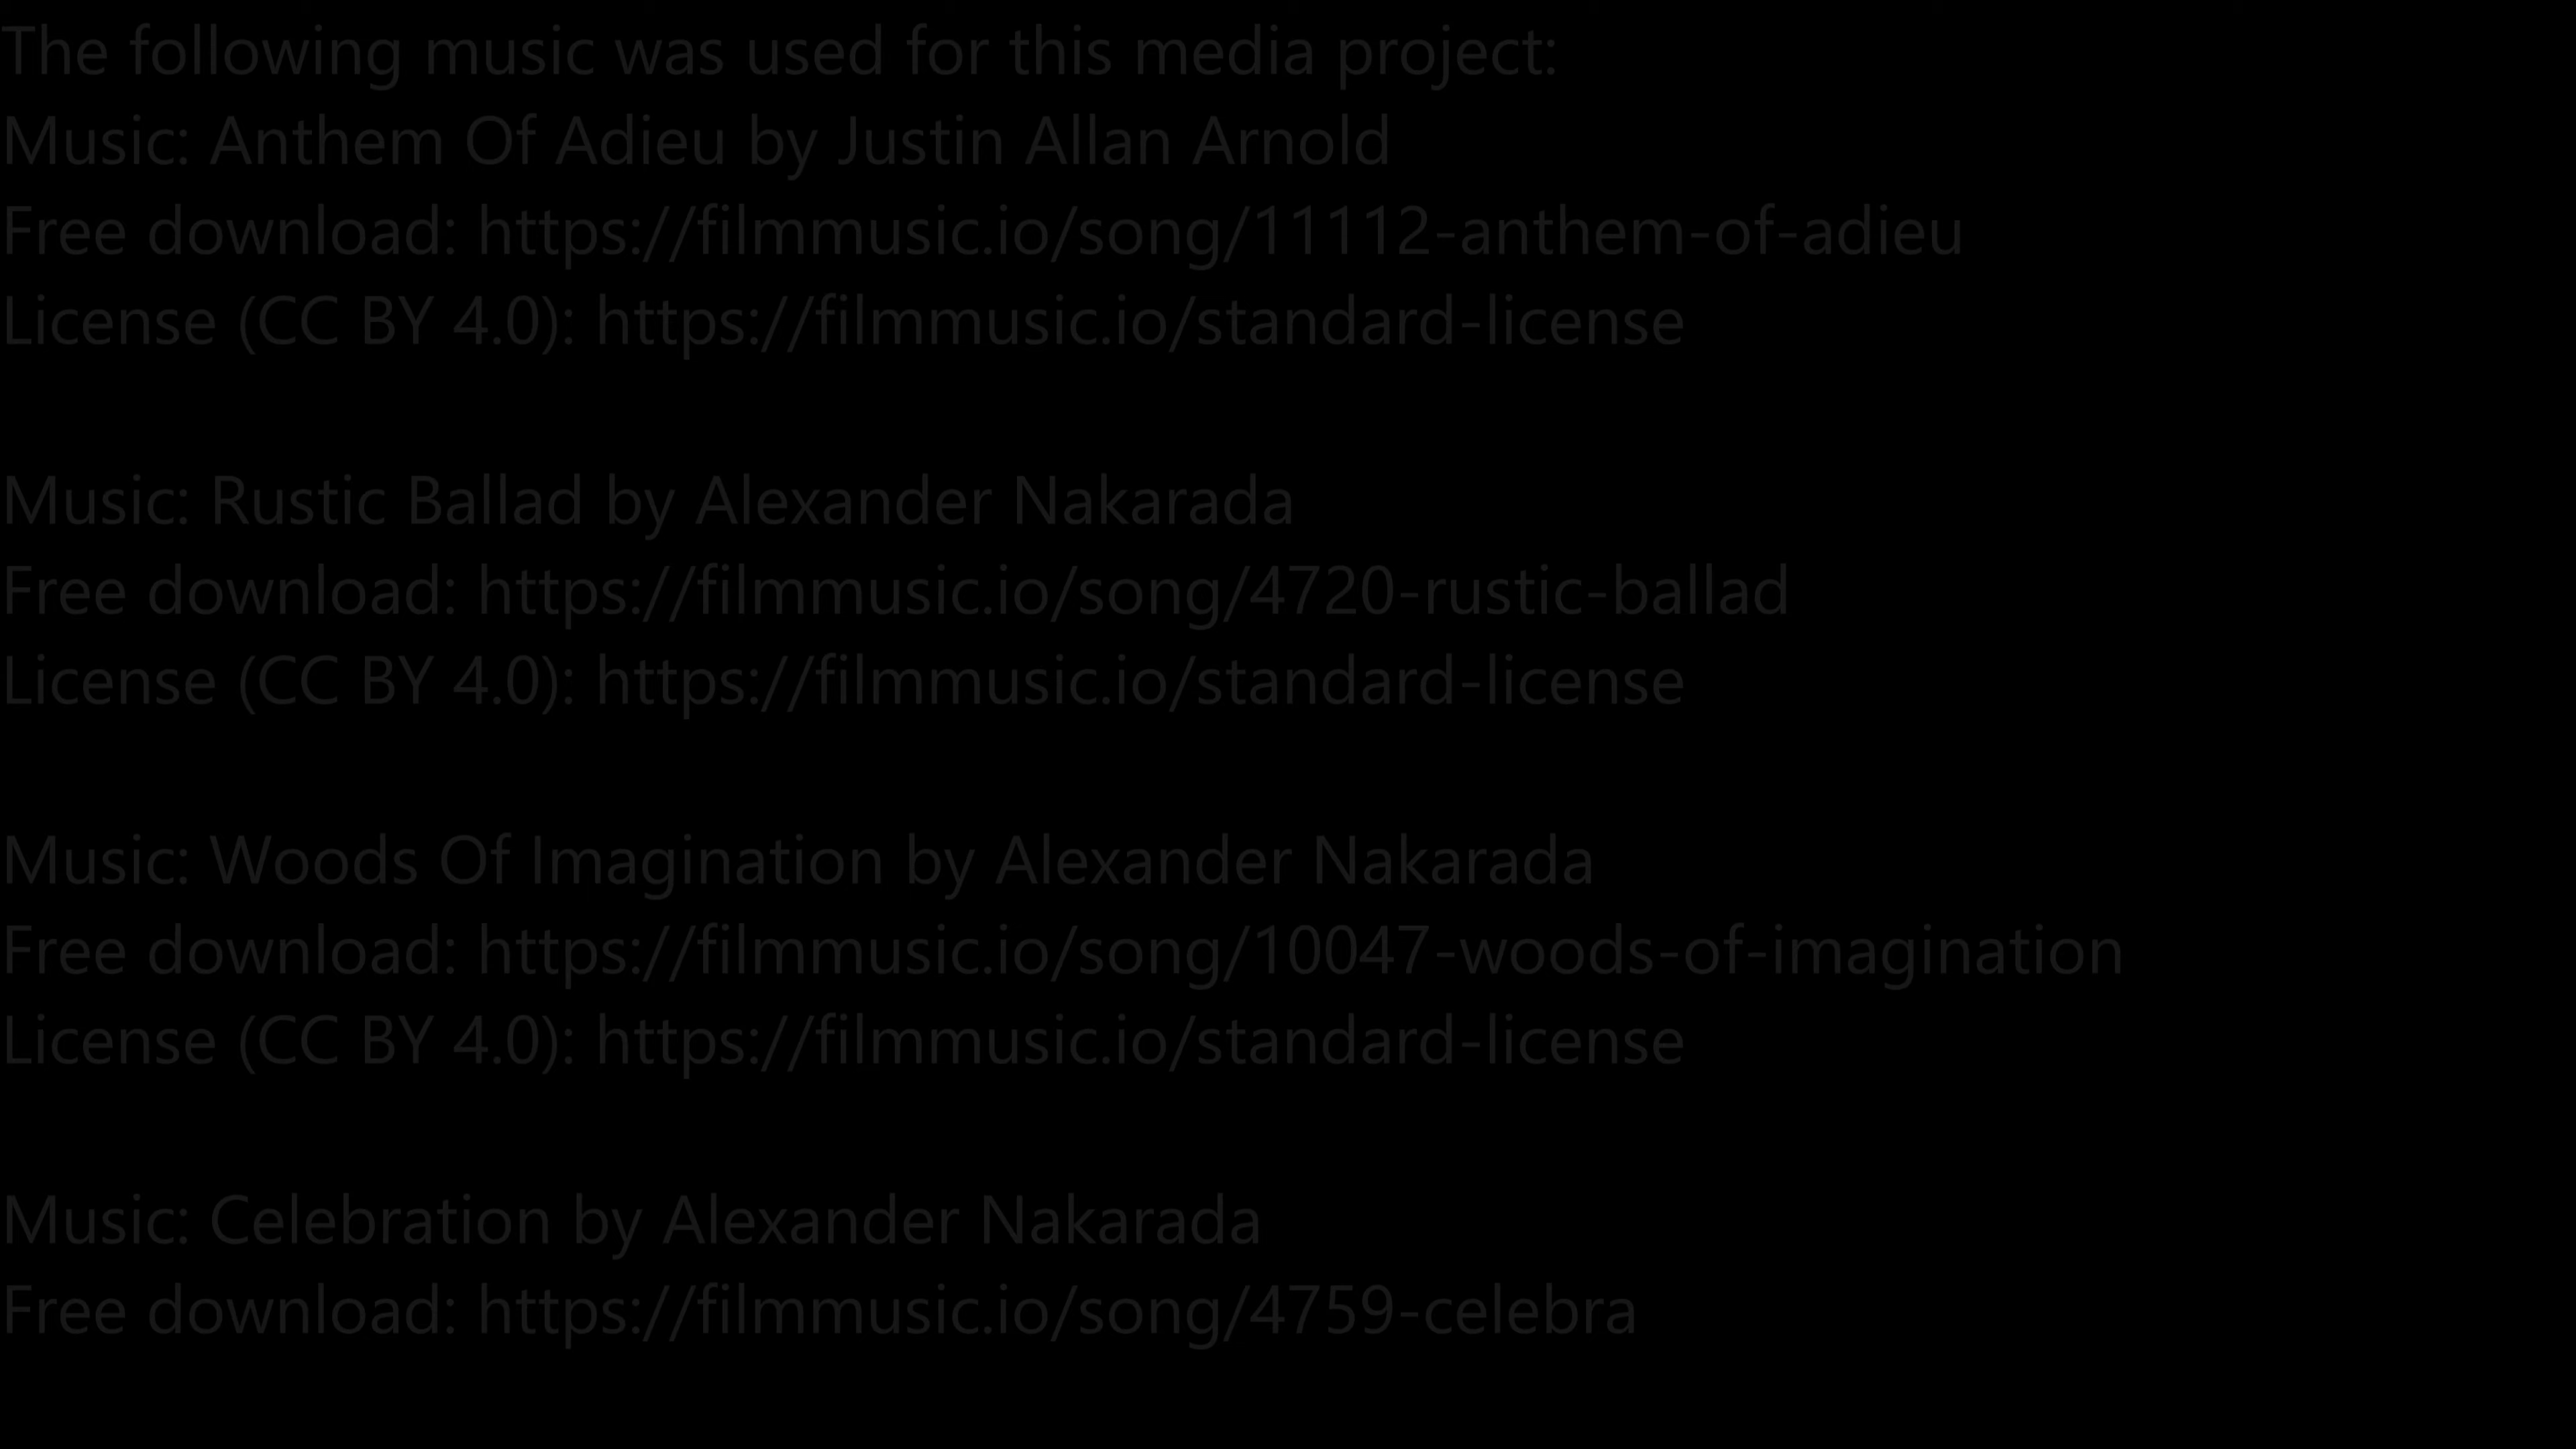 The following music was used for this media project:
Music: Anthem Of Adieu by Justin Allan Arnold
Free download: https://filmmusic.io/song/11112-anthem-of-adieu
License (CC BY 4.0): https://filmmusic.io/standard-license
Music: Rustic Ballad by Alexander Nakarada
Free download: https://filmmusic.io/song/4720-rustic-ballad
License (CC BY 4.0): https://filmmusic.io/standard-license
Music: Woods Of Imagination by Alexander Nakarada
Free download: https://filmmusic.io/song/10047-woods-of-imagination
License (CC BY 4.0): https://filmmusic.io/standard-license
Music: Celebration by Alexander Nakarada
Free download: https://filmmusic.io/song/4759-celebra